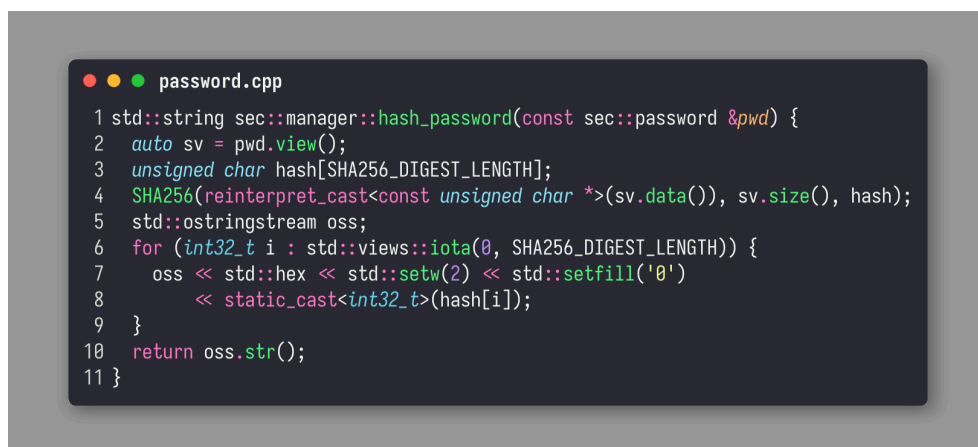 password.cpp
1 std::string sec::manager::hash_password(const sec::password &pwd) {
2   auto sv = pwd.view();
3   unsigned char hash[SHA256_DIGEST_LENGTH];
4   SHA256(reinterpret_cast<const unsigned char *>(sv.data()), sv.size(), hash);
5   std::ostringstream oss;
6   for (int32_t i : std::views::iota(0, SHA256_DIGEST_LENGTH)) {
7     oss << std::hex << std::setw(2) << std::setfill('0')
8         << static_cast<int32_t>(hash[i]);
9   }
10   return oss.str();
11 }